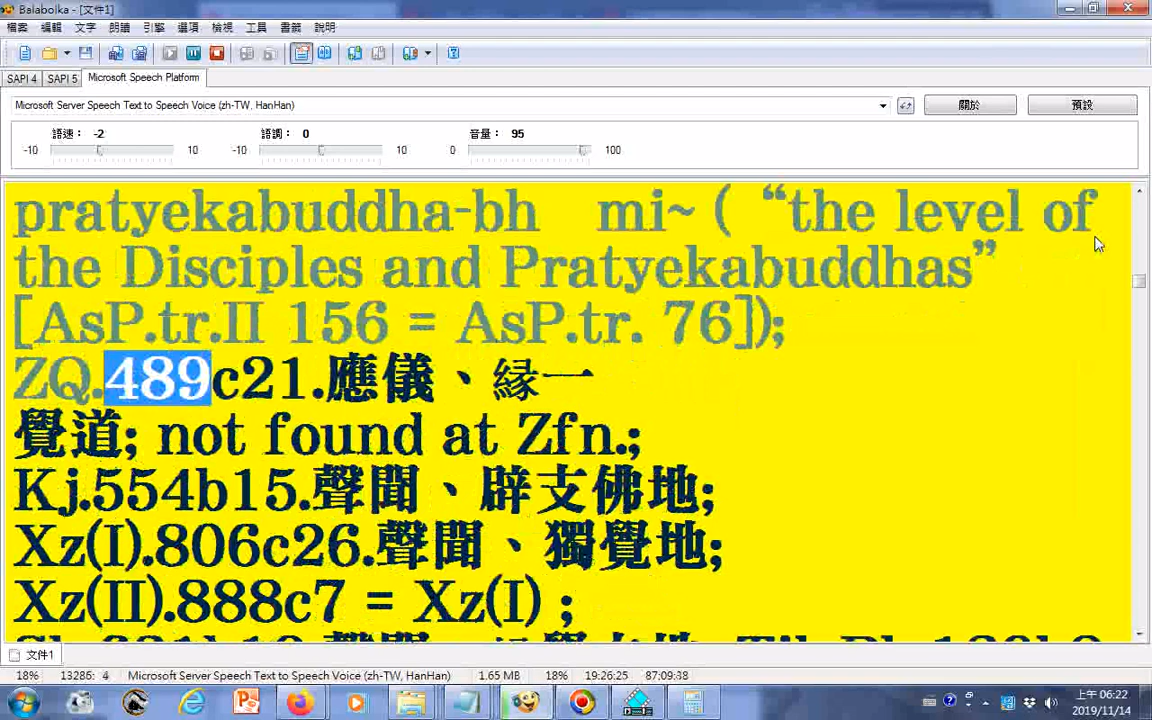 Balabolka - [文件1]
檔案 編輯 文字 朗讀 引擎 選項 檢視 工具 書籤 說明
SAPI 4 SAPI 5 Microsoft Speech Platform
Microsoft Server Speech Text to Speech Voice (zh-TW, HanHan) 關於 預設
語速： -2 語調： 0 音量： 95
-10 10 -10 10 0 100
pratyekabuddha-bh mi~ ( “the level of
the Disciples and Pratyekabuddhas”
[AsP.tr.II 156 = AsP.tr. 76]);
ZQ.489c21.應儀、縁一
覺道; not found at Zfn.;
Kj.554b15.聲聞、辟支佛地;
Xz(I).806c26.聲聞、獨覺地;
Xz(II).888c7 = Xz(I) ;
文件1
18% 13285: 4 Microsoft Server Speech Text to Speech Voice (zh-TW, HanHan) 1.65 MB 18% 19:26:25 87:09:38
上午 06:22
2019/11/14